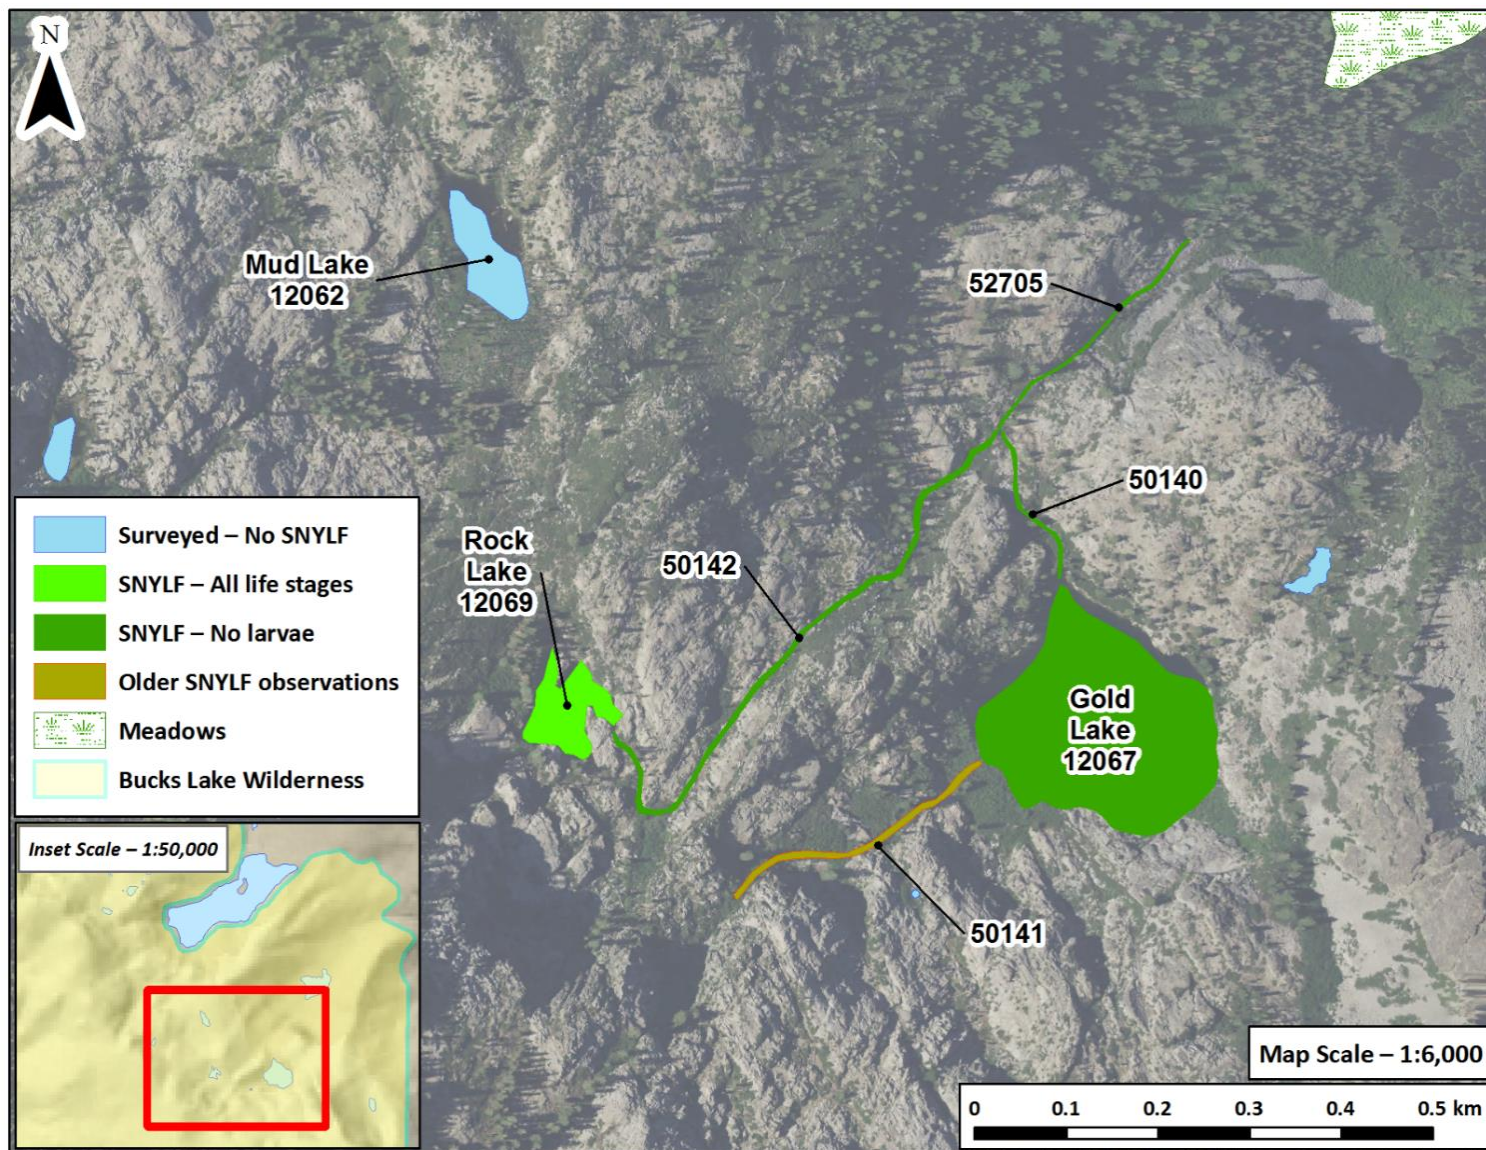 N
Mud Lake
12062
52705
50140
Rock
Lake
12069
50142
Gold
Lake
12067
50141
Surveyed – No SNYLF
SNYLF – All life stages
SNYLF – No larvae
Older SNYLF observations
Meadows
Bucks Lake Wilderness
Inset Scale – 1:50,000
Map Scale – 1:6,000
0 0.1 0.2 0.3 0.4 0.5 km